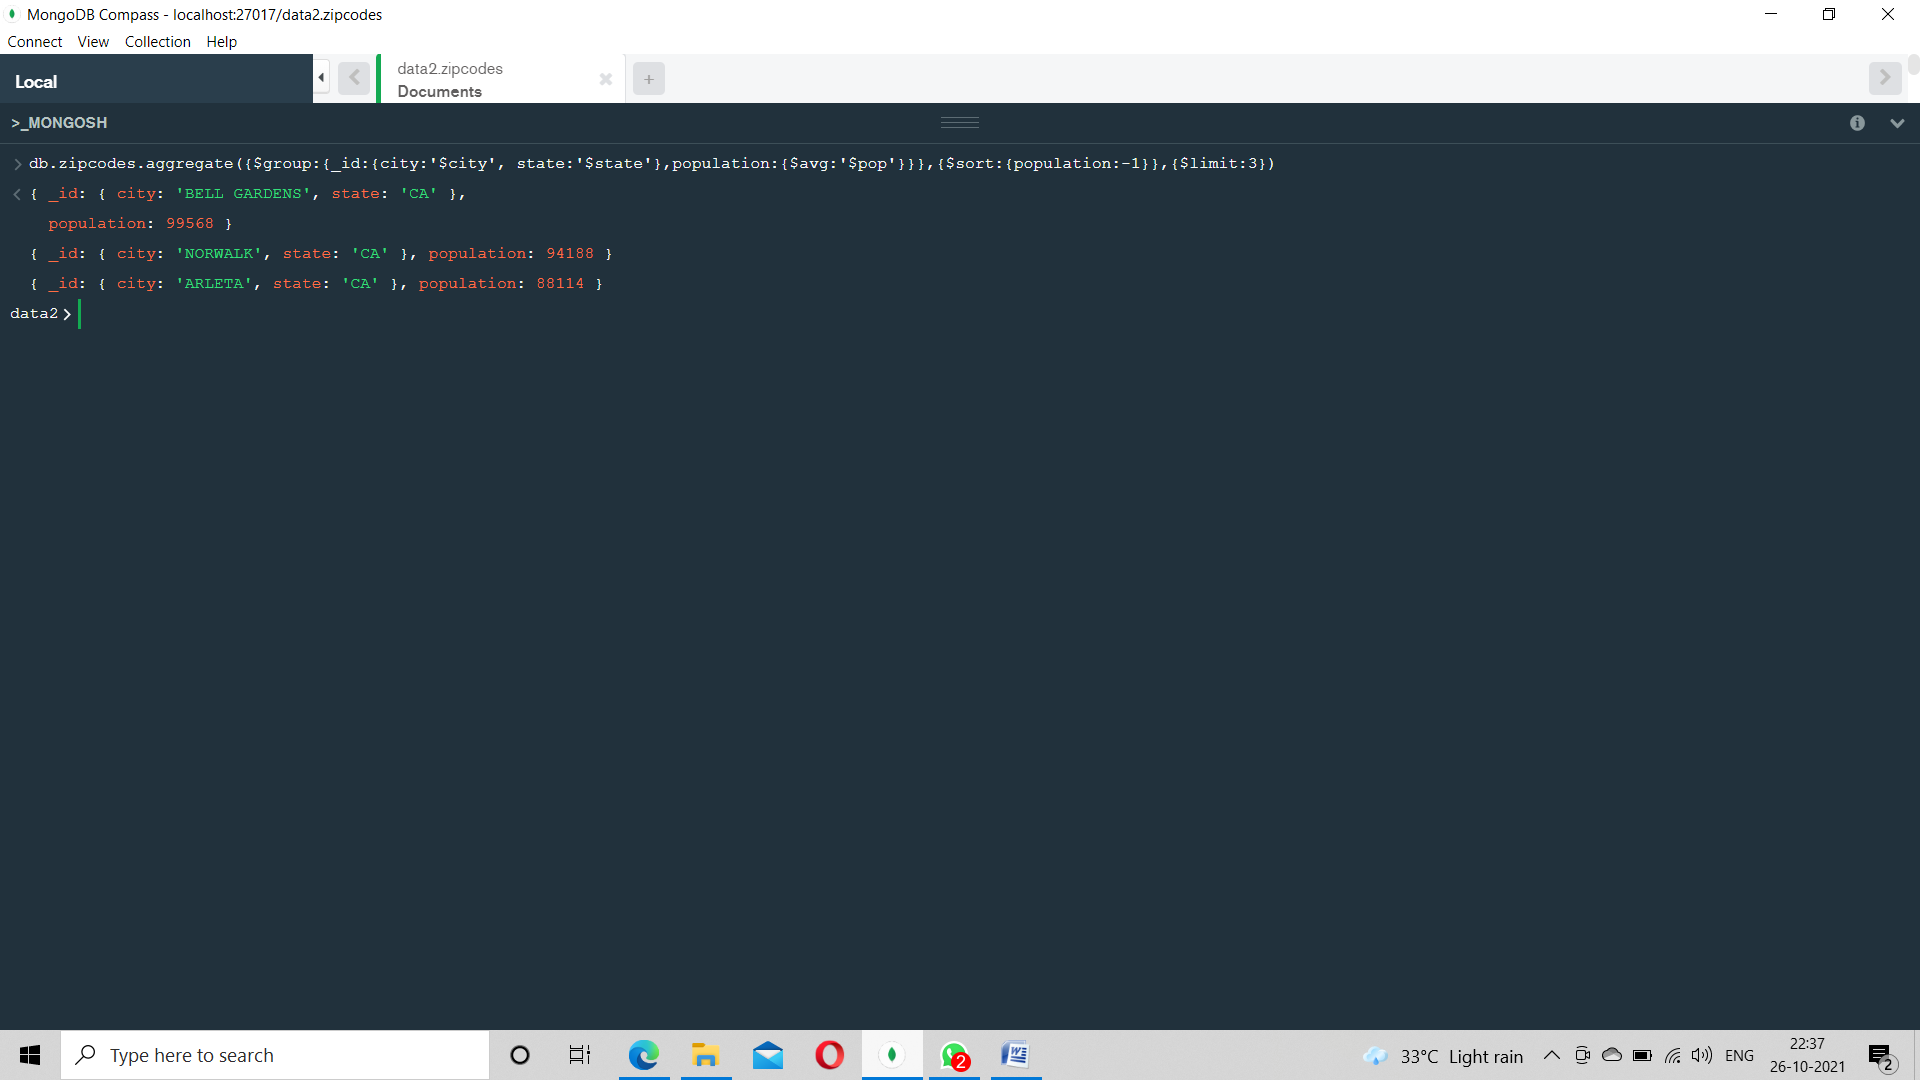 MongoDB Compass - localhost:27017/data2.zipcodes
Connect View Collection Help
Local
data2.zipcodes
Documents
+
>_MONGOSH
db.zipcodes.aggregate({$group:{_id:{city:'$city', state:'$state'},population:{$avg:'$pop'}}},{$sort:{population:-1}},{$limit:3})
{ _id: { city: 'BELL GARDENS', state: 'CA' },
population: 99568 }
{ _id: { city: 'NORWALK', state: 'CA' }, population: 94188 }
{ _id: { city: 'ARLETA', state: 'CA' }, population: 88114 }
data2 >
Type here to search
2
33°C Light rain
ENG
22:37
26-10-2021
2